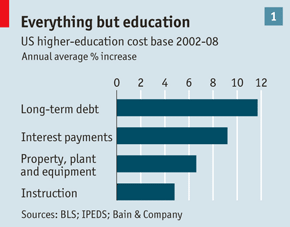 Everything but education
1
US higher-education cost base 2002-08
Annual average % increase
0 2 4 6 8 10 12
Long-term debt
Interest payments
Property, plant
and equipment
Instruction
Sources: BLS; IPEDS; Bain & Company